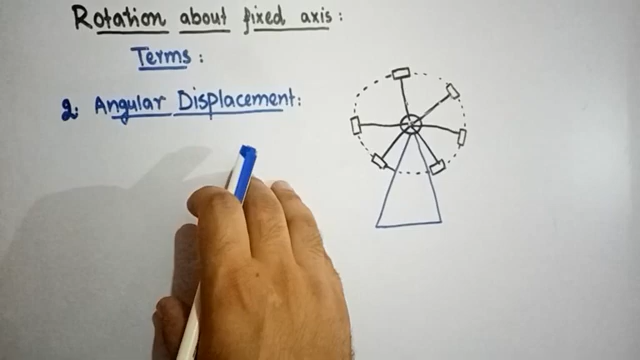 Rotation about fixed axis:
Terms:
2. Angular Displacement: